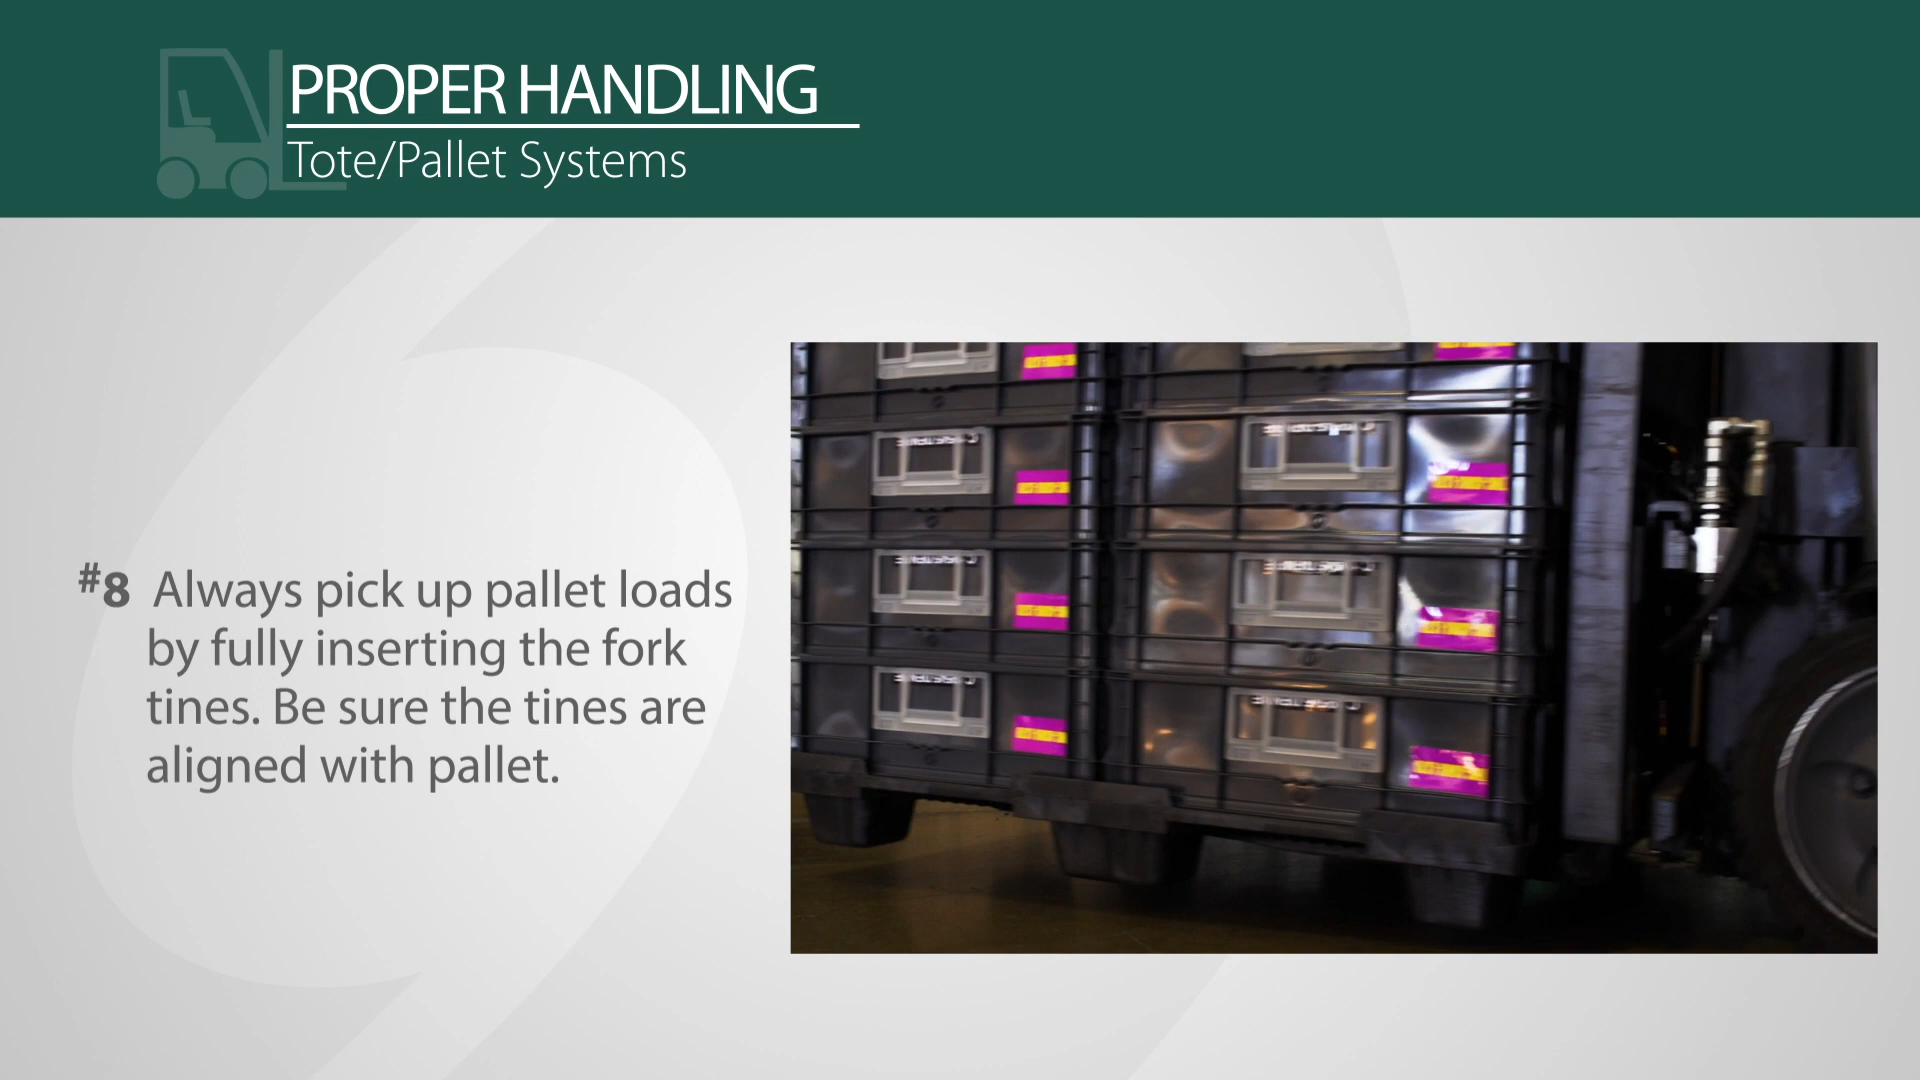 PROPER HANDLING
Tote/Pallet Systems
#8 Always pick up pallet loads
by fully inserting the fork
tines. Be sure the tines are
aligned with pallet.